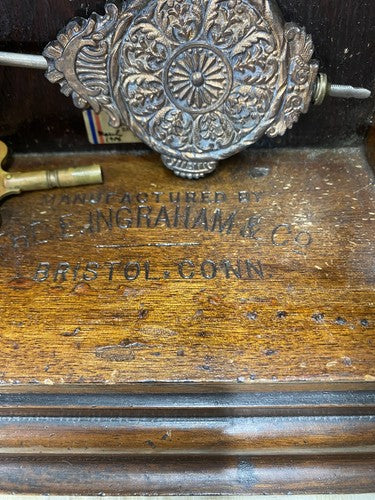 MANUFACTURED BY
INGRAHAM & Co
BRISTOL. CONN.